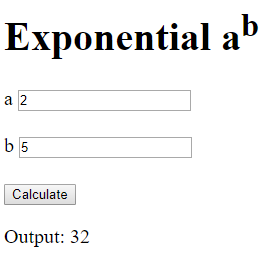 Exponential a^b
a 2
b 5
Calculate
Output: 32